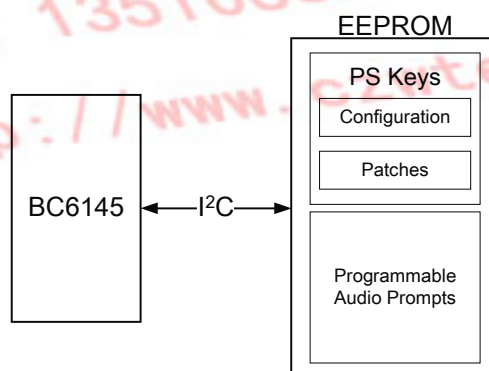 EEPROM
PS Keys
Configuration
Patches
BC6145
I²C
Programmable
Audio Prompts